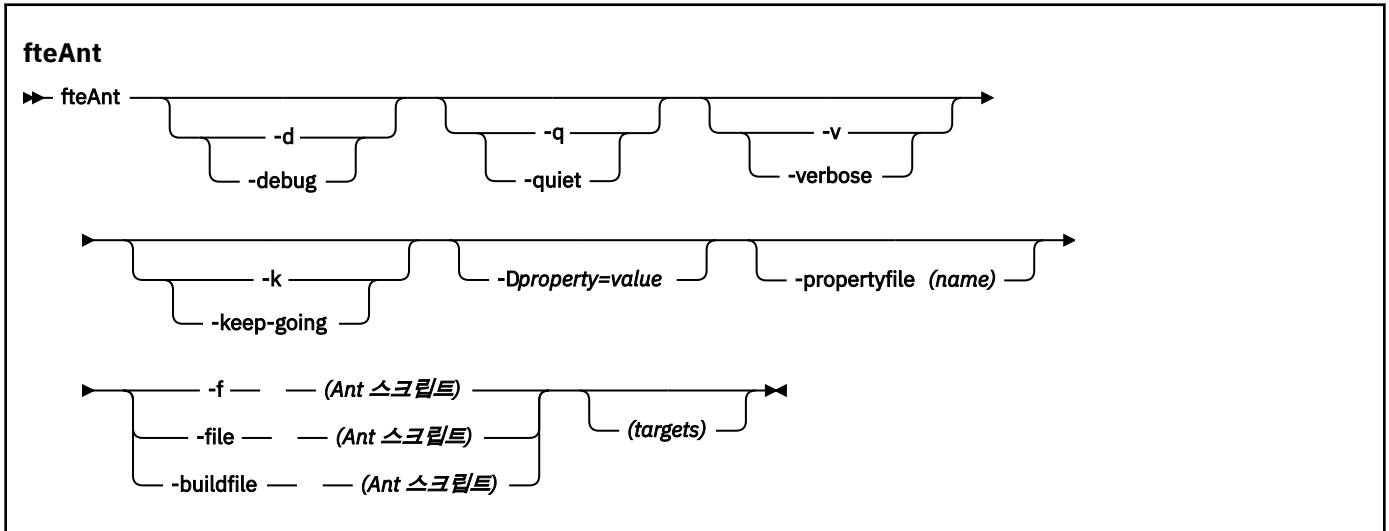 fteAnt
fteAnt
-d
-debug
-q
-quiet
-v
-verbose
-k
-keep-going
-Dproperty=value
-propertyfile (name)
-f (Ant 스크립트)
-file (Ant 스크립트)
-buildfile (Ant 스크립트)
(targets)